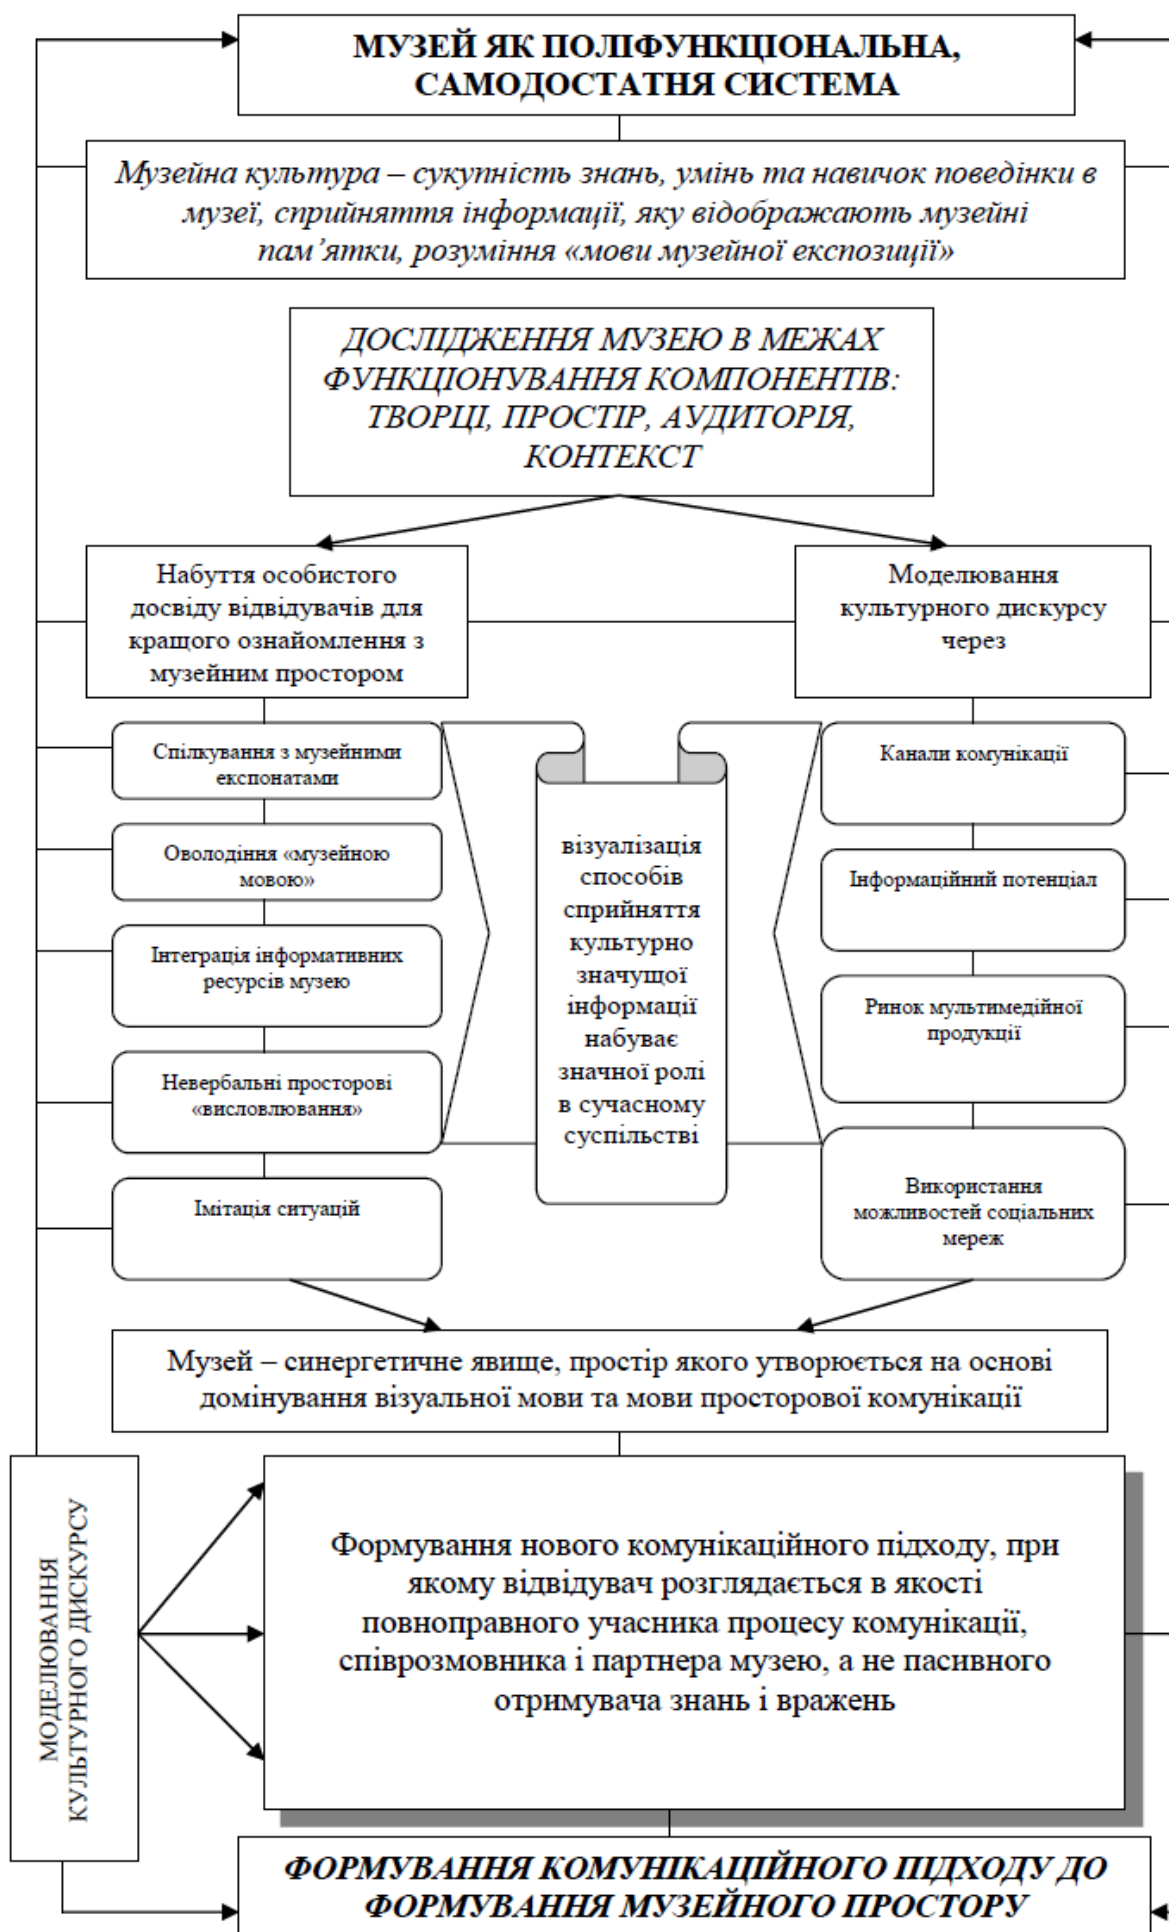 МУЗЕЙ ЯК ПОЛІФУНКЦІОНАЛЬНА,
САМОДОСТАТНЯ СИСТЕМА
Музейна культура – сукупність знань, умінь та навичок поведінки в
музеї, сприйняття інформації, яку відображають музейні
пам’ятки, розуміння «мови музейної експозиції»
ДОСЛІДЖЕННЯ МУЗЕЮ В МЕЖАХ
ФУНКЦІОНУВАННЯ КОМПОНЕНТІВ:
ТВОРЦІ, ПРОСТІР, АУДИТОРІЯ,
КОНТЕКСТ
Набуття особистого
досвіду відвідувачів для
кращого ознайомлення з
музейним простором
Моделювання
культурного дискурсу
через
Спілкування з музейними
експонатами
Оволодіння «музейною
мовою»
Інтеграція інформативних
ресурсів музею
Невербальні просторові
«висловлювання»
Імітація ситуацій
візуалізація
способів
сприйняття
культурно
значущої
інформації
набуває
значної ролі
в сучасному
суспільстві
Канали комунікації
Інформаційний потенціал
Ринок мультимедійної
продукції
Використання
можливостей соціальних
мереж
Музей – синергетичне явище, простір якого утворюється на основі
домінування візуальної мови та мови просторової комунікації
МОДЕЛЮВАННЯ
КУЛЬТУРНОГО ДИСКУРСУ
Формування нового комунікаційного підходу, при
якому відвідувач розглядається в якості
повноправного учасника процесу комунікації,
співрозмовника і партнера музею, а не пасивного
отримувача знань і вражень
ФОРМУВАННЯ КОМУНІКАЦІЙНОГО ПІДХОДУ ДО
ФОРМУВАННЯ МУЗЕЙНОГО ПРОСТОРУ